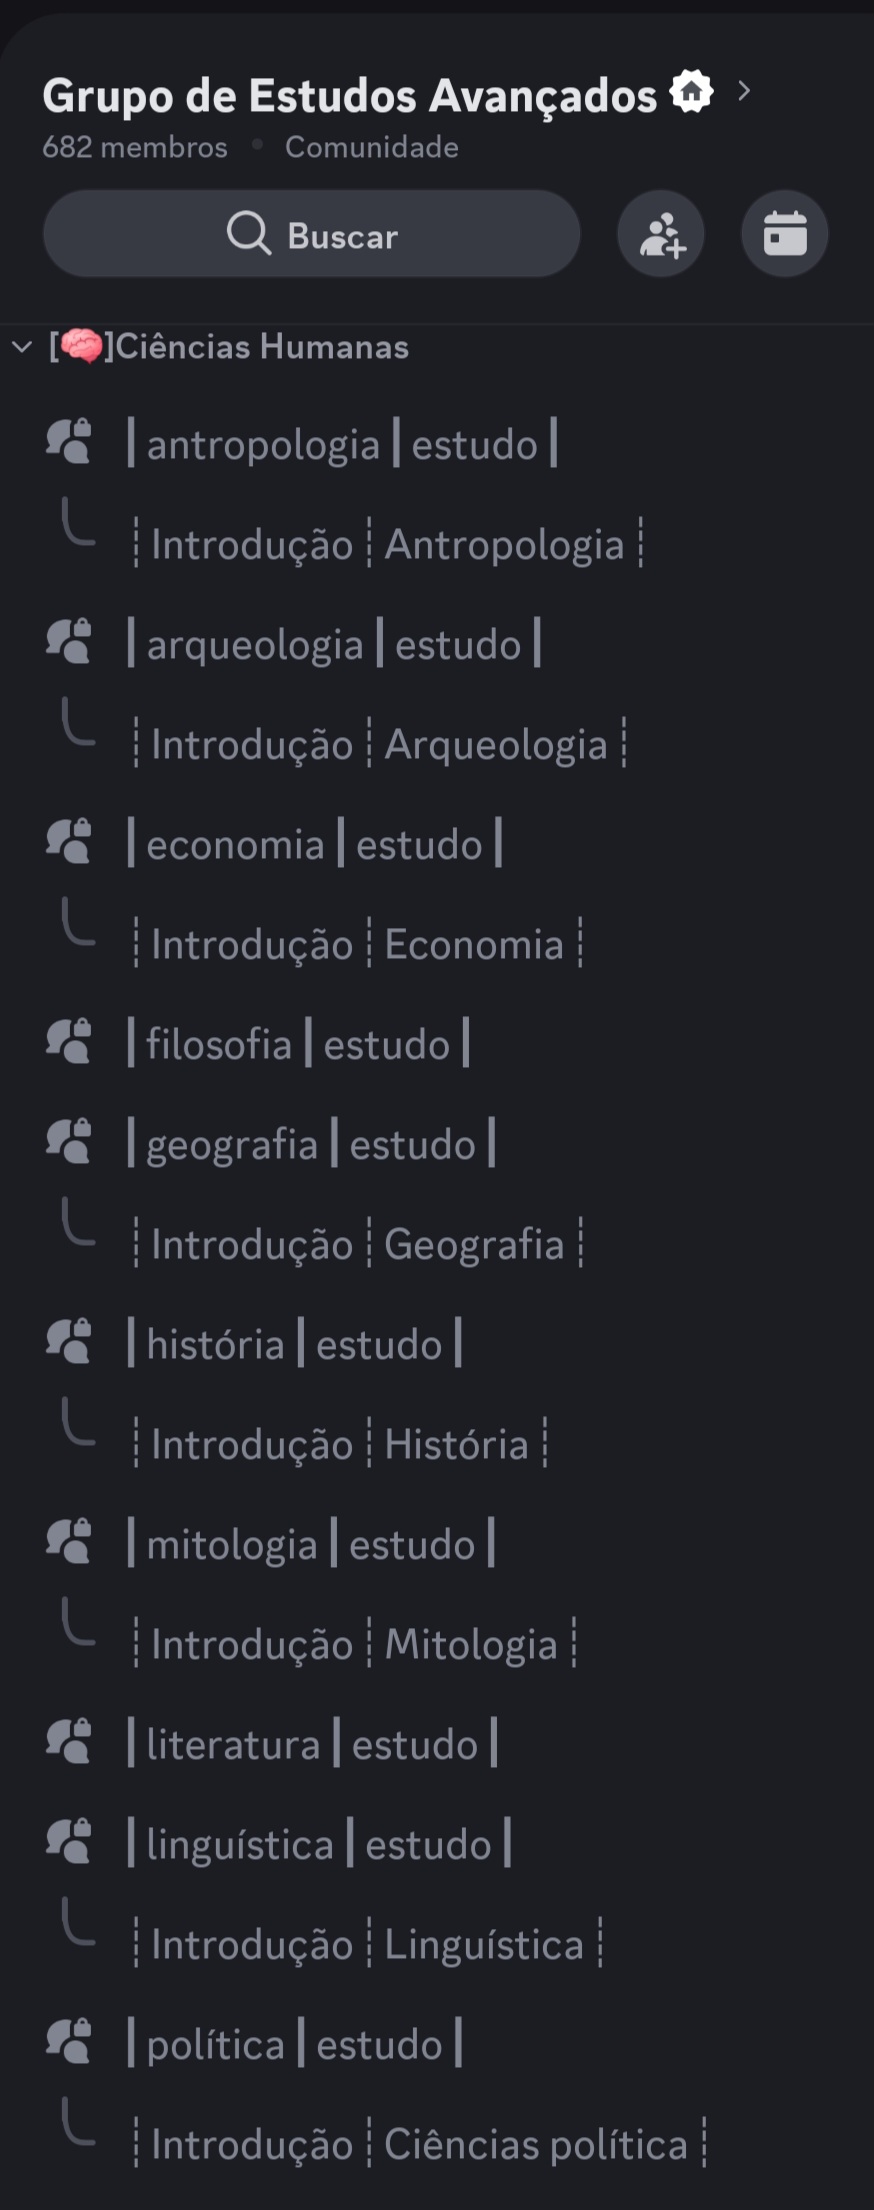 Grupo de Estudos Avançados
682 membros • Comunidade
Buscar
[🧠]Ciências Humanas
┃antropologia┃estudo┃
┊Introdução┊Antropologia┊
┃arqueologia┃estudo┃
┊Introdução┊Arqueologia┊
┃economia┃estudo┃
┊Introdução┊Economia┊
┃filosofia┃estudo┃
┃geografia┃estudo┃
┊Introdução┊Geografia┊
┃história┃estudo┃
┊Introdução┊História┊
┃mitologia┃estudo┃
┊Introdução┊Mitologia┊
┃literatura┃estudo┃
┃linguística┃estudo┃
┊Introdução┊Linguística┊
┃política┃estudo┃
┊Introdução┊Ciências política┊